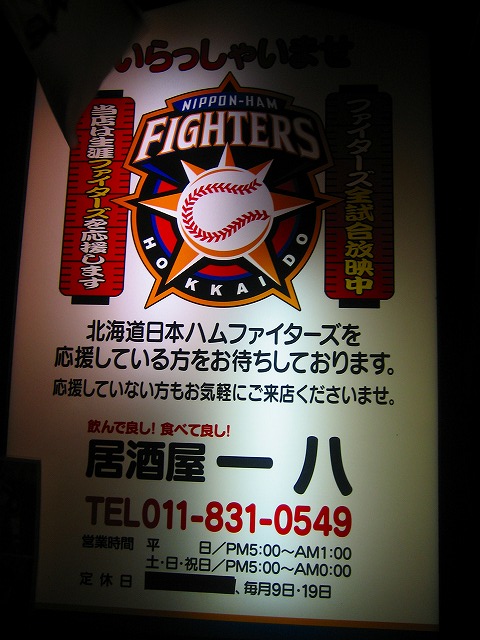 いらっしゃいませ
当店は生涯ファイターズを応援します
NIPPON-HAM
FIGHTERS
HOKKAIDO
ファイターズ全試合放映中
北海道日本ハムファイターズを
応援している方をお待ちしております。
応援していない方もお気軽にご来店くださいませ。
飲んで良し! 食べて良し!
居酒屋 一八
TEL011-831-0549
営業時間 平 日/PM5:00〜AM1:00
土・日・祝日/PM5:00〜AM0:00
定休日 、毎月9日・19日